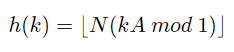 h(k) = ⌊N(kA mod 1)⌋